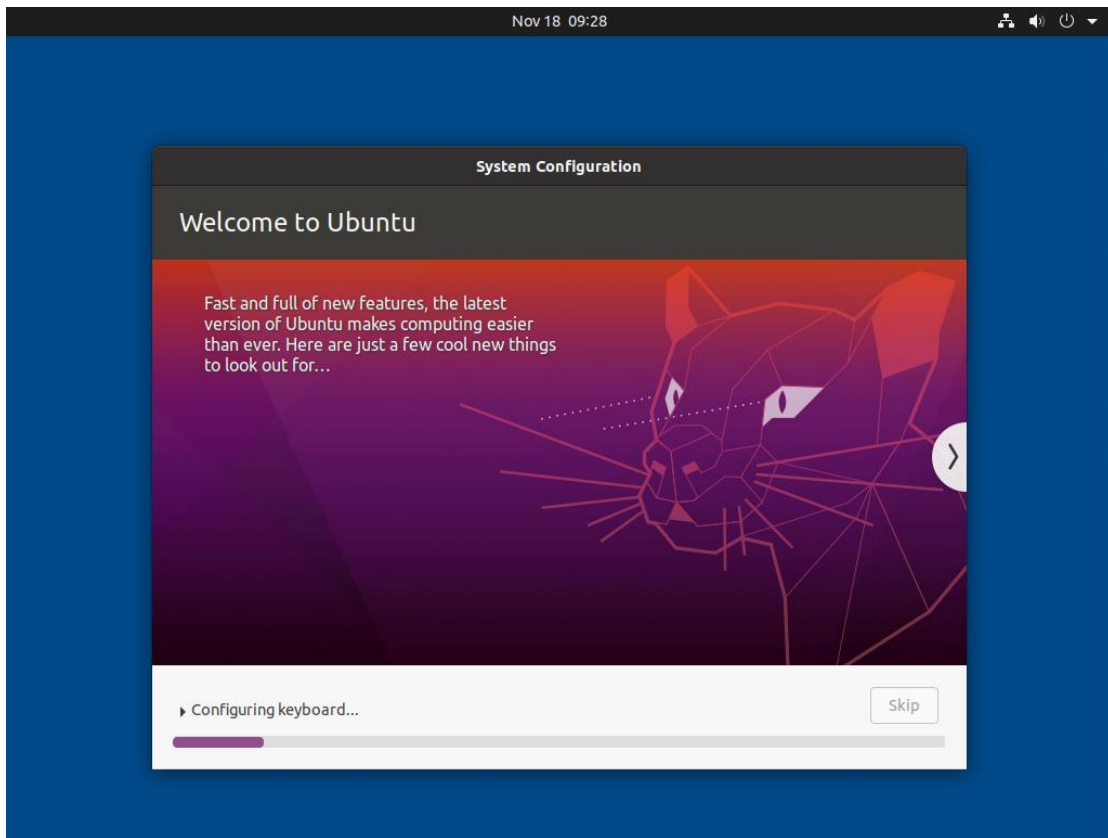 Nov 18 09:28
System Configuration
Welcome to Ubuntu
Fast and full of new features, the latest
version of Ubuntu makes computing easier
than ever. Here are just a few cool new things
to look out for...
Configuring keyboard...
Skip